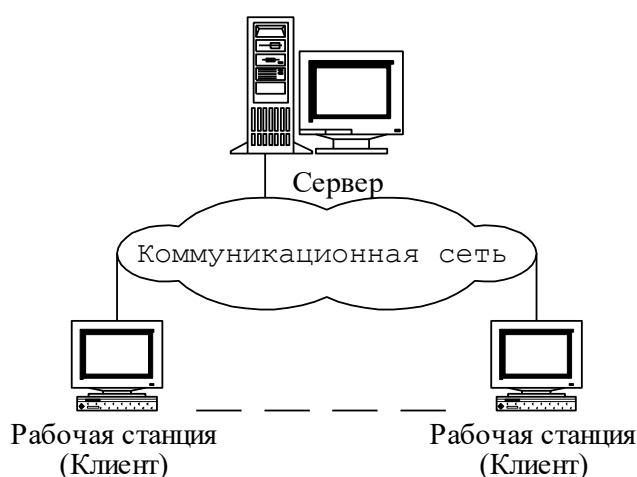 Сервер
Коммуникационная сеть
Рабочая станция
(Клиент)
Рабочая станция
(Клиент)